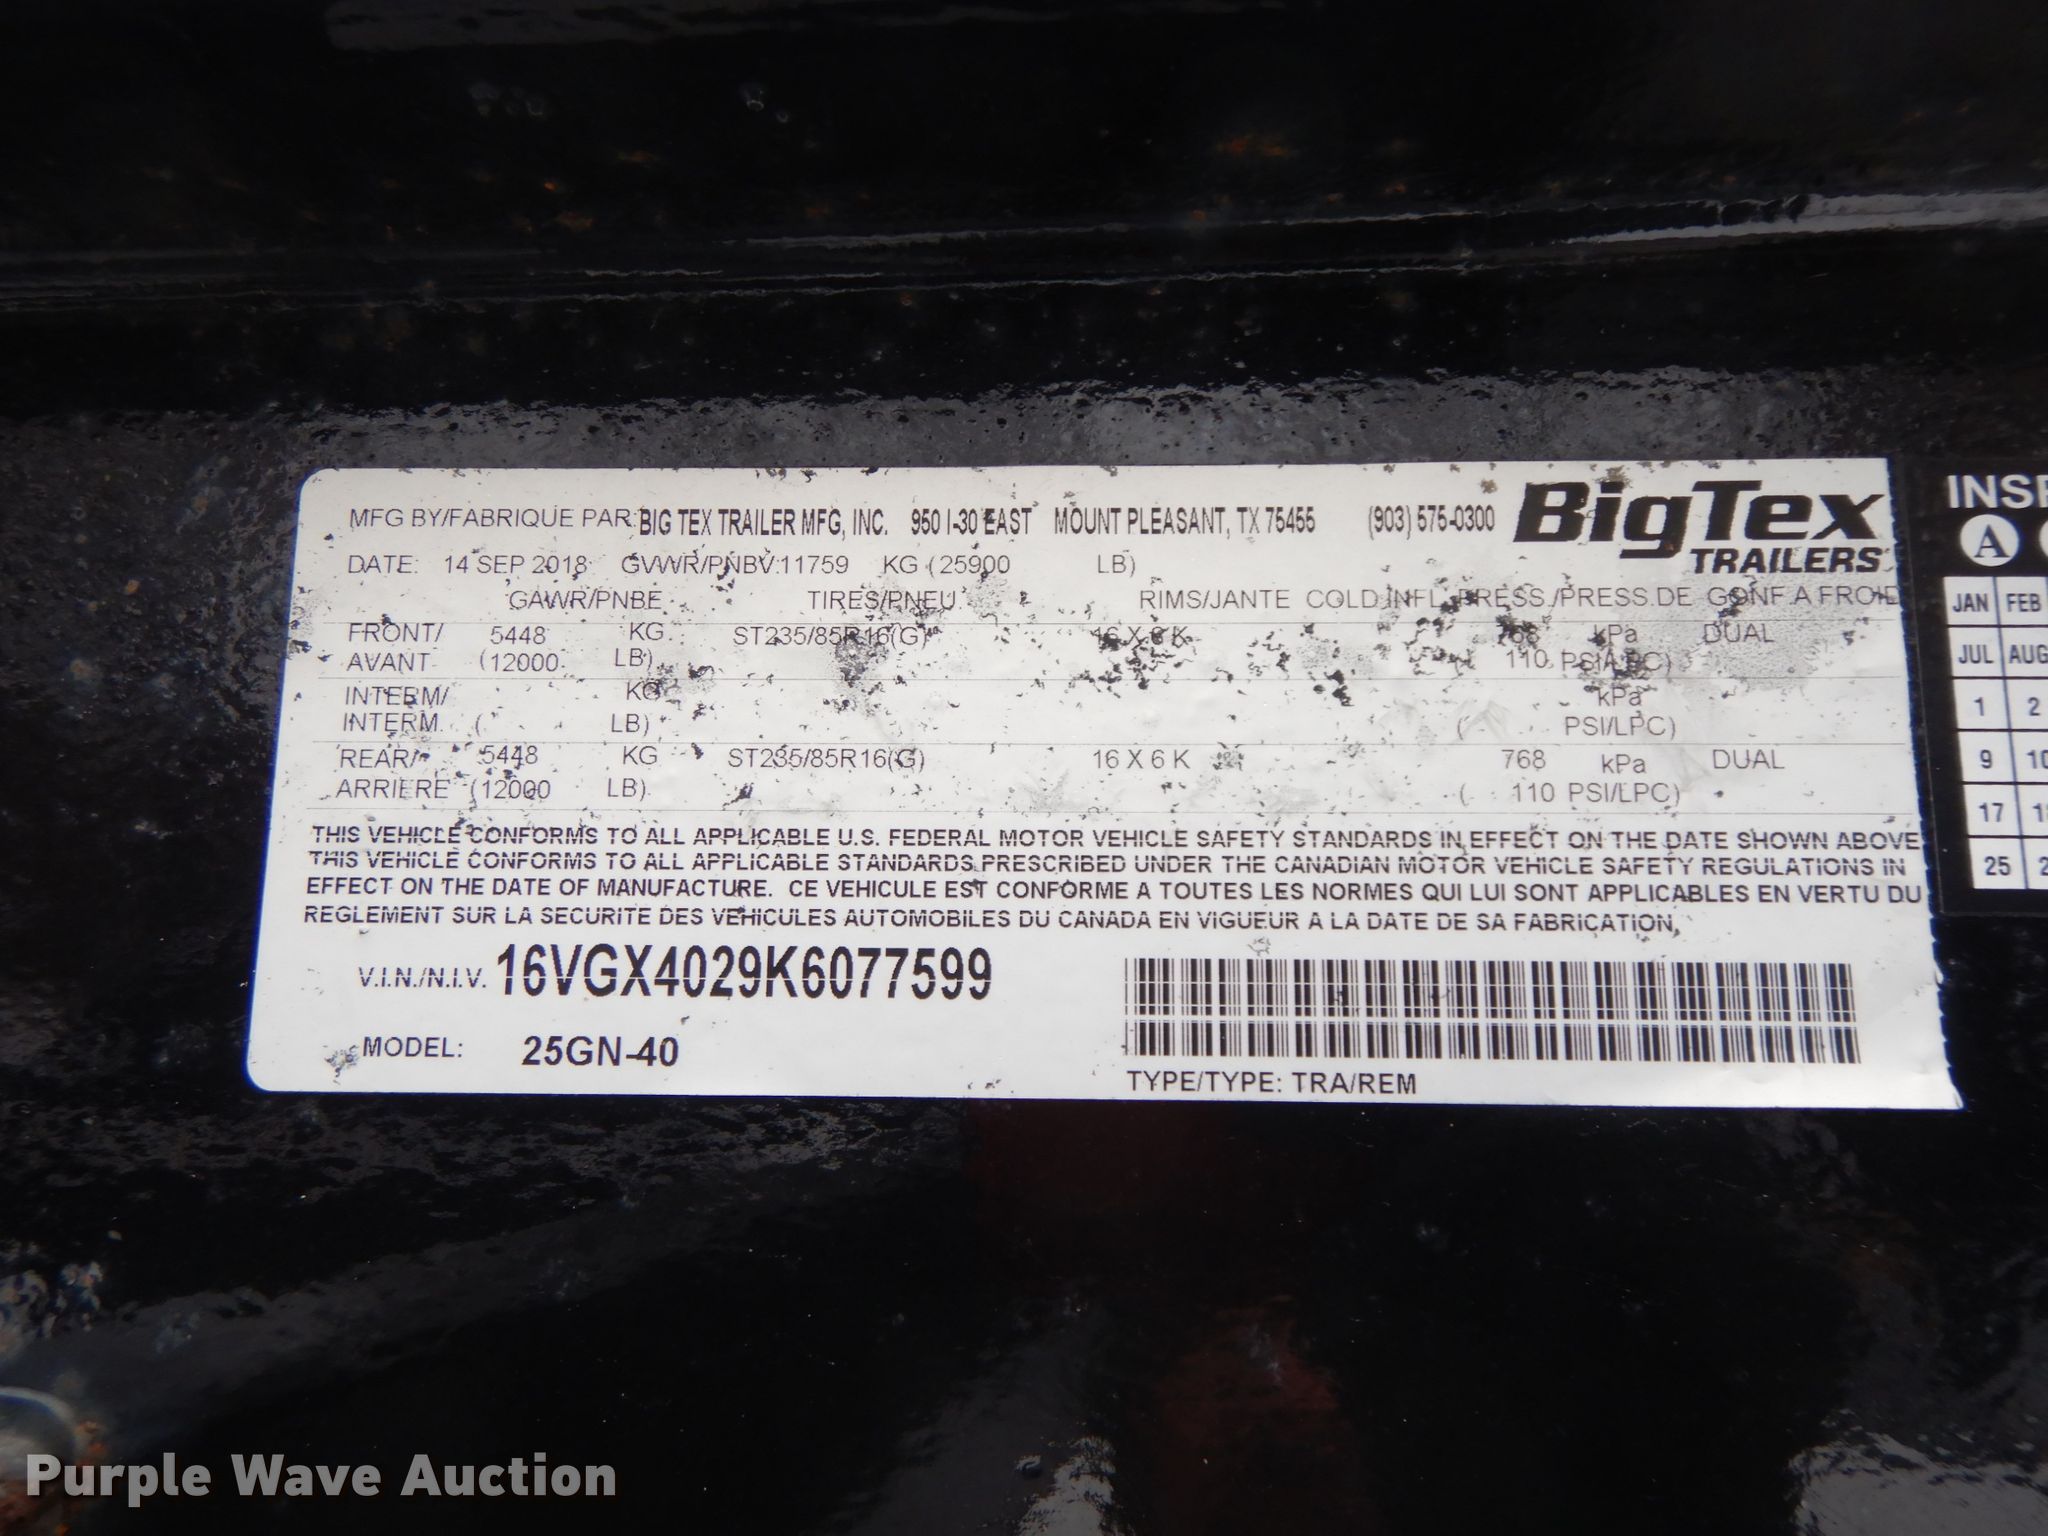 MFG BY/FABRIQUE PAR: BIG TEX TRAILER MFG, INC. 950 I-30 EAST MOUNT PLEASANT, TX 75455 (903) 575-0300
BigTex
TRAILERS
DATE: 14 SEP 2018 GVWR/PNBV: 11759 KG (25900 LB)
GAWR/PNBE TIRES/PNEU RIMS/JANTE COLD INFL. PRESS./PRESS.DE GONF A FROID
FRONT/ 5448 KG ST235/85R16(G) 16 X 6 K 768 kPa DUAL
AVANT (12000 LB) ( 110 PSI/LPC)
INTERM/ KG kPa
INTERM. ( LB) ( PSI/LPC)
REAR/ 5448 KG ST235/85R16(G) 16 X 6 K 768 kPa DUAL
ARRIERE (12000 LB) ( 110 PSI/LPC)
THIS VEHICLE CONFORMS TO ALL APPLICABLE U.S. FEDERAL MOTOR VEHICLE SAFETY STANDARDS IN EFFECT ON THE DATE SHOWN ABOVE
THIS VEHICLE CONFORMS TO ALL APPLICABLE STANDARDS PRESCRIBED UNDER THE CANADIAN MOTOR VEHICLE SAFETY REGULATIONS IN
EFFECT ON THE DATE OF MANUFACTURE. CE VEHICULE EST CONFORME A TOUTES LES NORMES QUI LUI SONT APPLICABLES EN VERTU DU
REGLEMENT SUR LA SECURITE DES VEHICULES AUTOMOBILES DU CANADA EN VIGUEUR A LA DATE DE SA FABRICATION.
V.I.N./N.I.V. 16VGX4029K6077599
MODEL: 25GN-40
TYPE/TYPE: TRA/REM
INSP
A
JAN FEB
JUL AUG
1 2
9 10
17
25
Purple Wave Auction